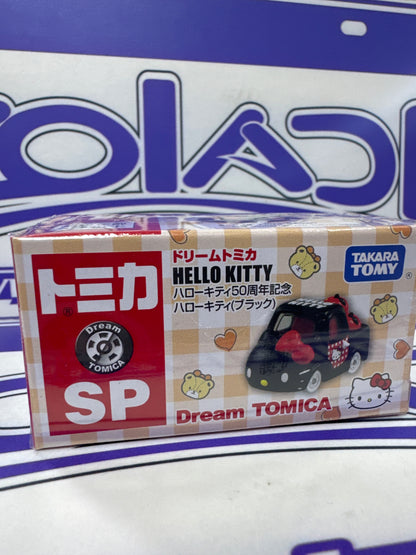 トミカ
Dream
TOMICA
SP
ドリームトミカ
HELLO KITTY
ハローキティ50周年記念
ハローキティ(ブラック)
TAKARA
TOMY
Dream TOMICA